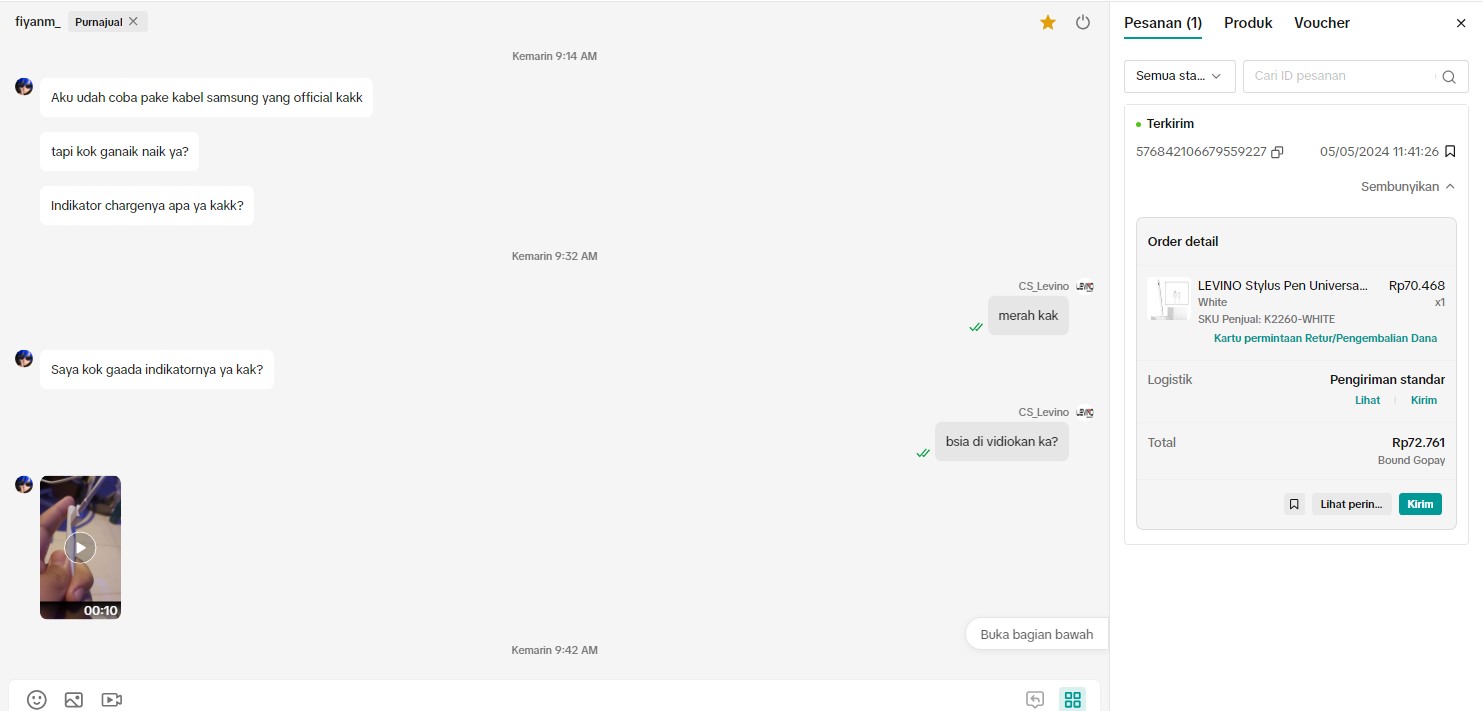 fiyanm_
Purnajual
Kemarin 9:14 AM
Aku udah coba pake kabel samsung yang official kakk
tapi kok ganaik naik ya?
Indikator chargenya apa ya kakk?
Kemarin 9:32 AM
CS_Levino
merah kak
Saya kok gaada indikatornya ya kak?
CS_Levino
bsia di vidiokan ka?
00:10
Buka bagian bawah
Kemarin 9:42 AM
Pesanan (1) Produk Voucher
Semua sta... Cari ID pesanan
Terkirim
576842106679559227 05/05/2024 11:41:26
Sembunyikan
Order detail
LEVINO Stylus Pen Universa... Rp70.468
White x1
SKU Penjual: K2260-WHITE
Kartu permintaan Retur/Pengembalian Dana
Logistik Pengiriman standar
Lihat Kirim
Total Rp72.761
Bound Gopay
Lihat perin... Kirim